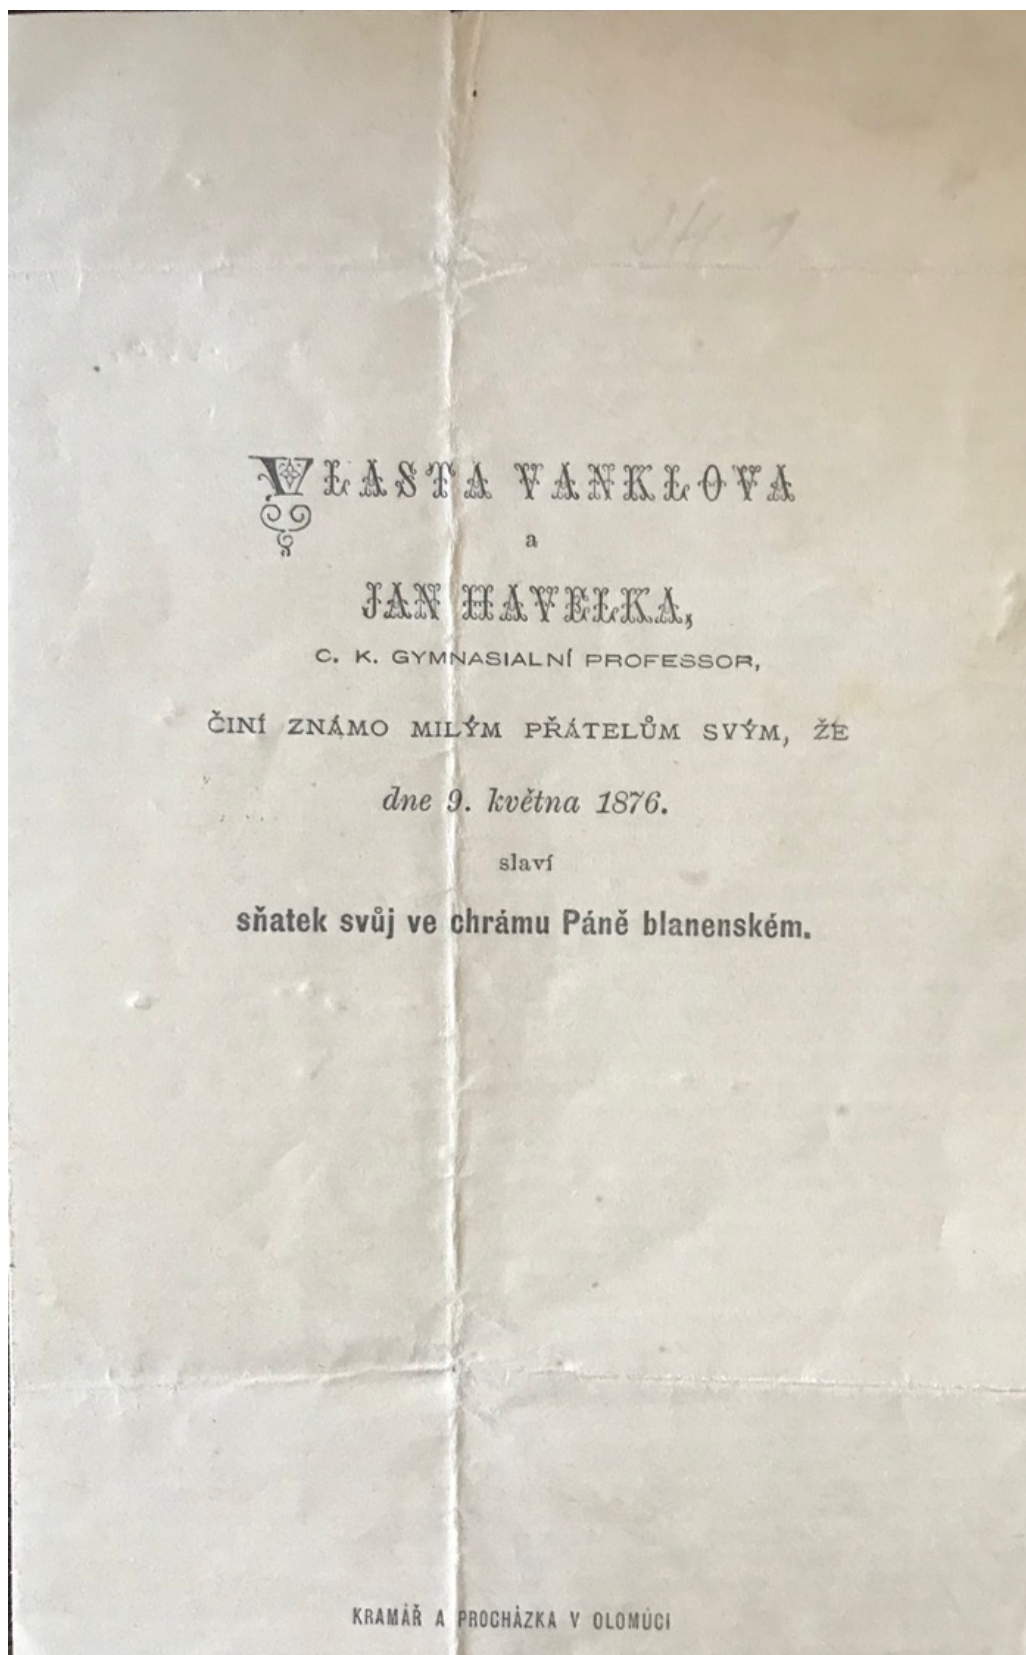 VLASTA VANKLOVA
a
JAN HAVELKA,
C. K. GYMNASIALNÍ PROFESSOR,
ČINÍ ZNÁMO MILÝM PŘÁTELŮM SVÝM, ŽE
dne 9. května 1876.
slaví
sňatek svůj ve chrámu Páně blanenském.
KRAMÁŘ A PROCHÁZKA V OLOMÚCI